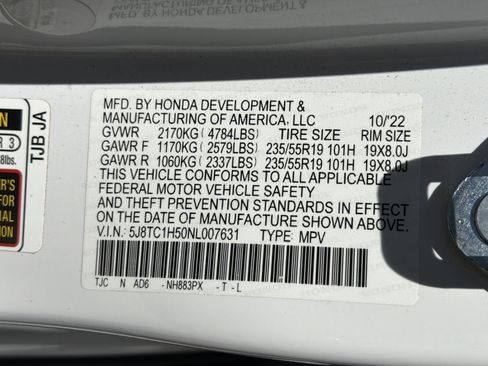 MFD. BY HONDA DEVELOPMENT &
MANUFACTURING OF AMERICA, LLC 10/'22
GVWR 2170KG( 4784LBS) TIRE SIZE RIM SIZE
GAWR F 1170KG( 2579LBS) 235/55R19 101H 19X8.0J
GAWR R 1060KG( 2337LBS) 235/55R19 101H 19X8.0J
THIS VEHICLE CONFORMS TO ALL APPLICABLE
FEDERAL MOTOR VEHICLE SAFETY
AND THEFT PREVENTION STANDARDS IN EFFECT ON
THE DATE OF MANUFACTURE SHOWN ABOVE.
V.I.N.: 5J8TC1H50NL007631 TYPE: MPV
TJC N AD6 -NH883PX -T-L
TJB JA